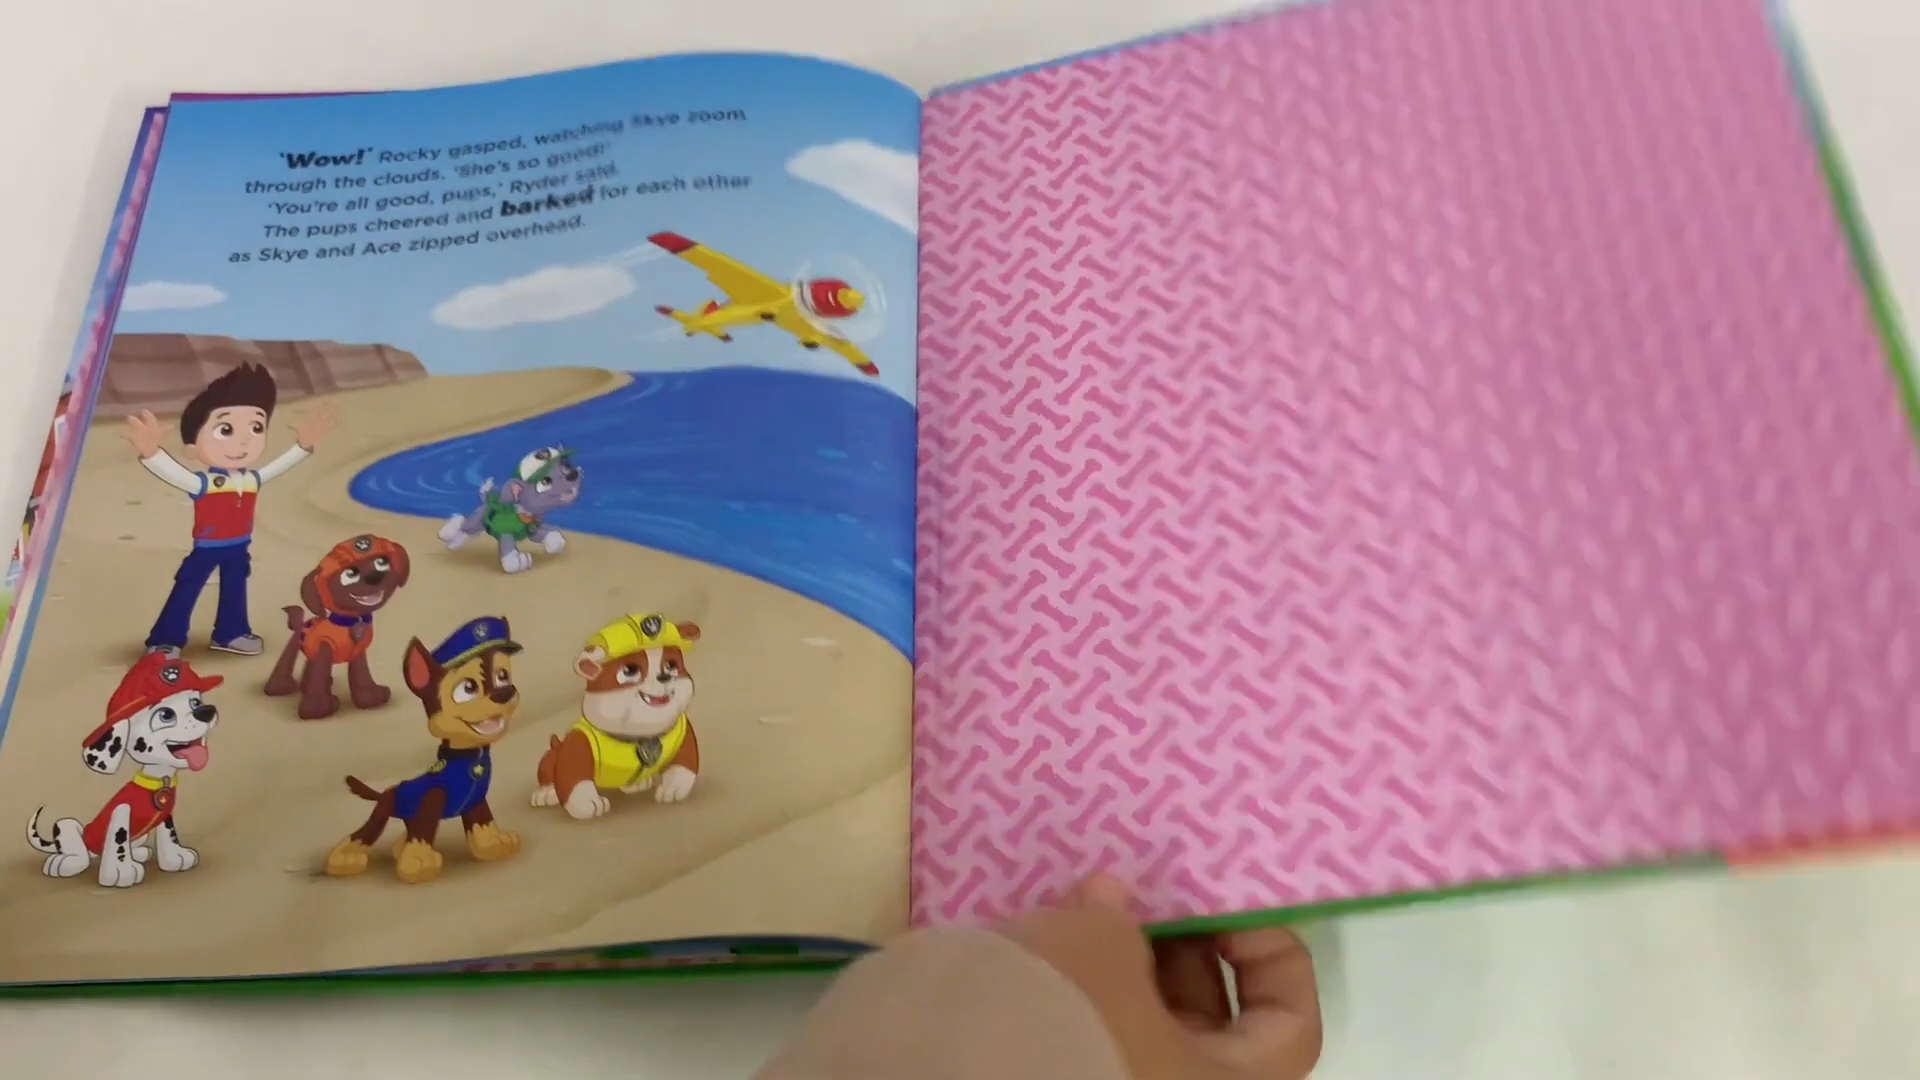 'Wow!' Rocky gasped, watching Skye zoom
through the clouds. 'She's so good!'
'You're all good, pups,' Ryder said.
The pups cheered and barked for each other
as Skye and Ace zipped overhead.